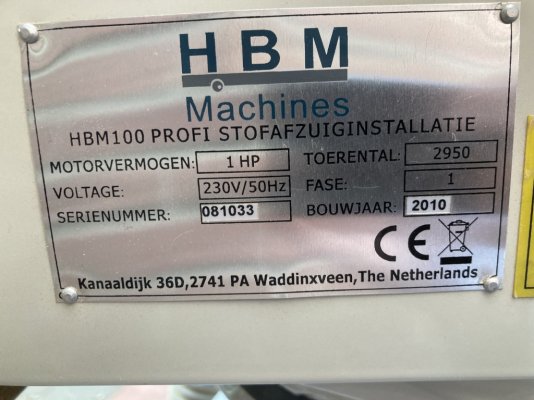 HBM
Machines
HBM100 PROFI STOFAFZUIGINSTALLATIE
MOTORVERMOGEN: 1 HP TOERENTAL: 2950
VOLTAGE: 230V/50Hz FASE: 1
SERIENUMMER: 081033 BOUWJAAR: 2010
CE
Kanaaldijk 36D,2741 PA Waddinxveen,The Netherlands